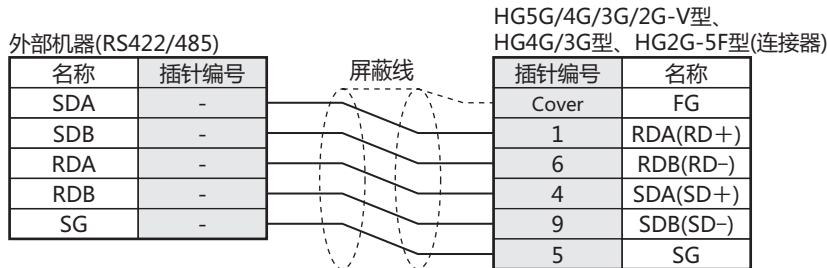 HG5G/4G/3G/2G-V型、
外部机器(RS422/485)
HG4G/3G型、HG2G-5F型(连接器)
名称 插针编号 屏蔽线 插针编号 名称
SDA - Cover FG
SDB - 1 RDA(RD+)
RDA - 6 RDB(RD-)
RDB - 4 SDA(SD+)
SG - 9 SDB(SD-)
5 SG